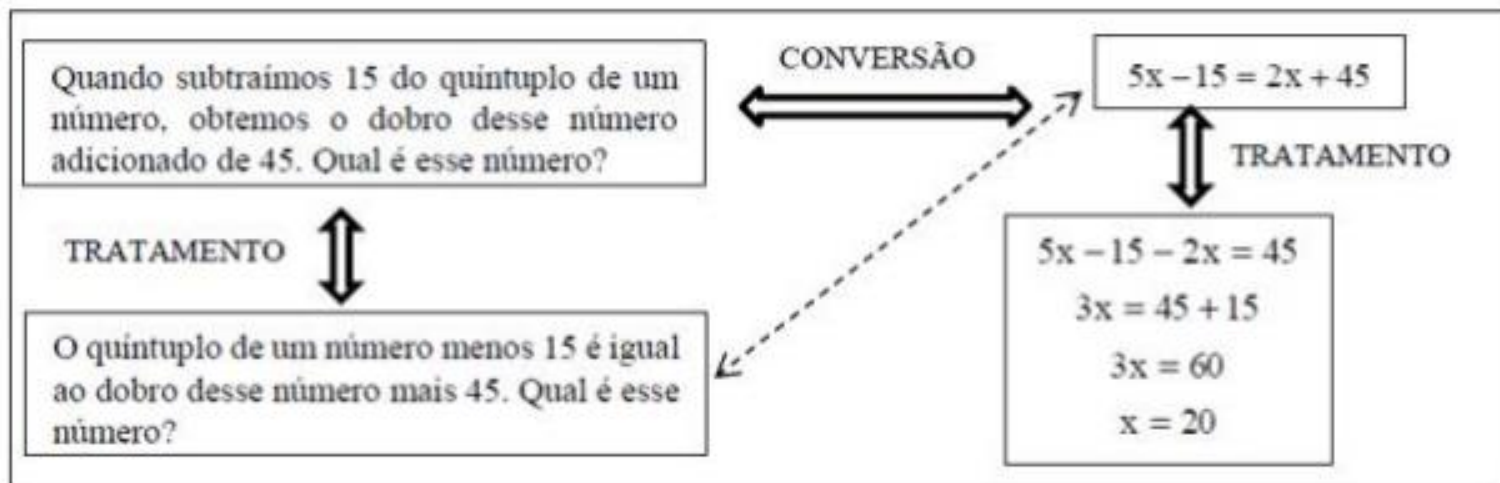 Quando subtraímos 15 do quíntuplo de um
número, obtemos o dobro desse número
adicionado de 45. Qual é esse número?
CONVERSÃO
5x – 15 = 2x + 45
TRATAMENTO
TRATAMENTO
O quíntuplo de um número menos 15 é igual
ao dobro desse número mais 45. Qual é esse
número?
5x – 15 – 2x = 45
3x = 45 + 15
3x = 60
x = 20